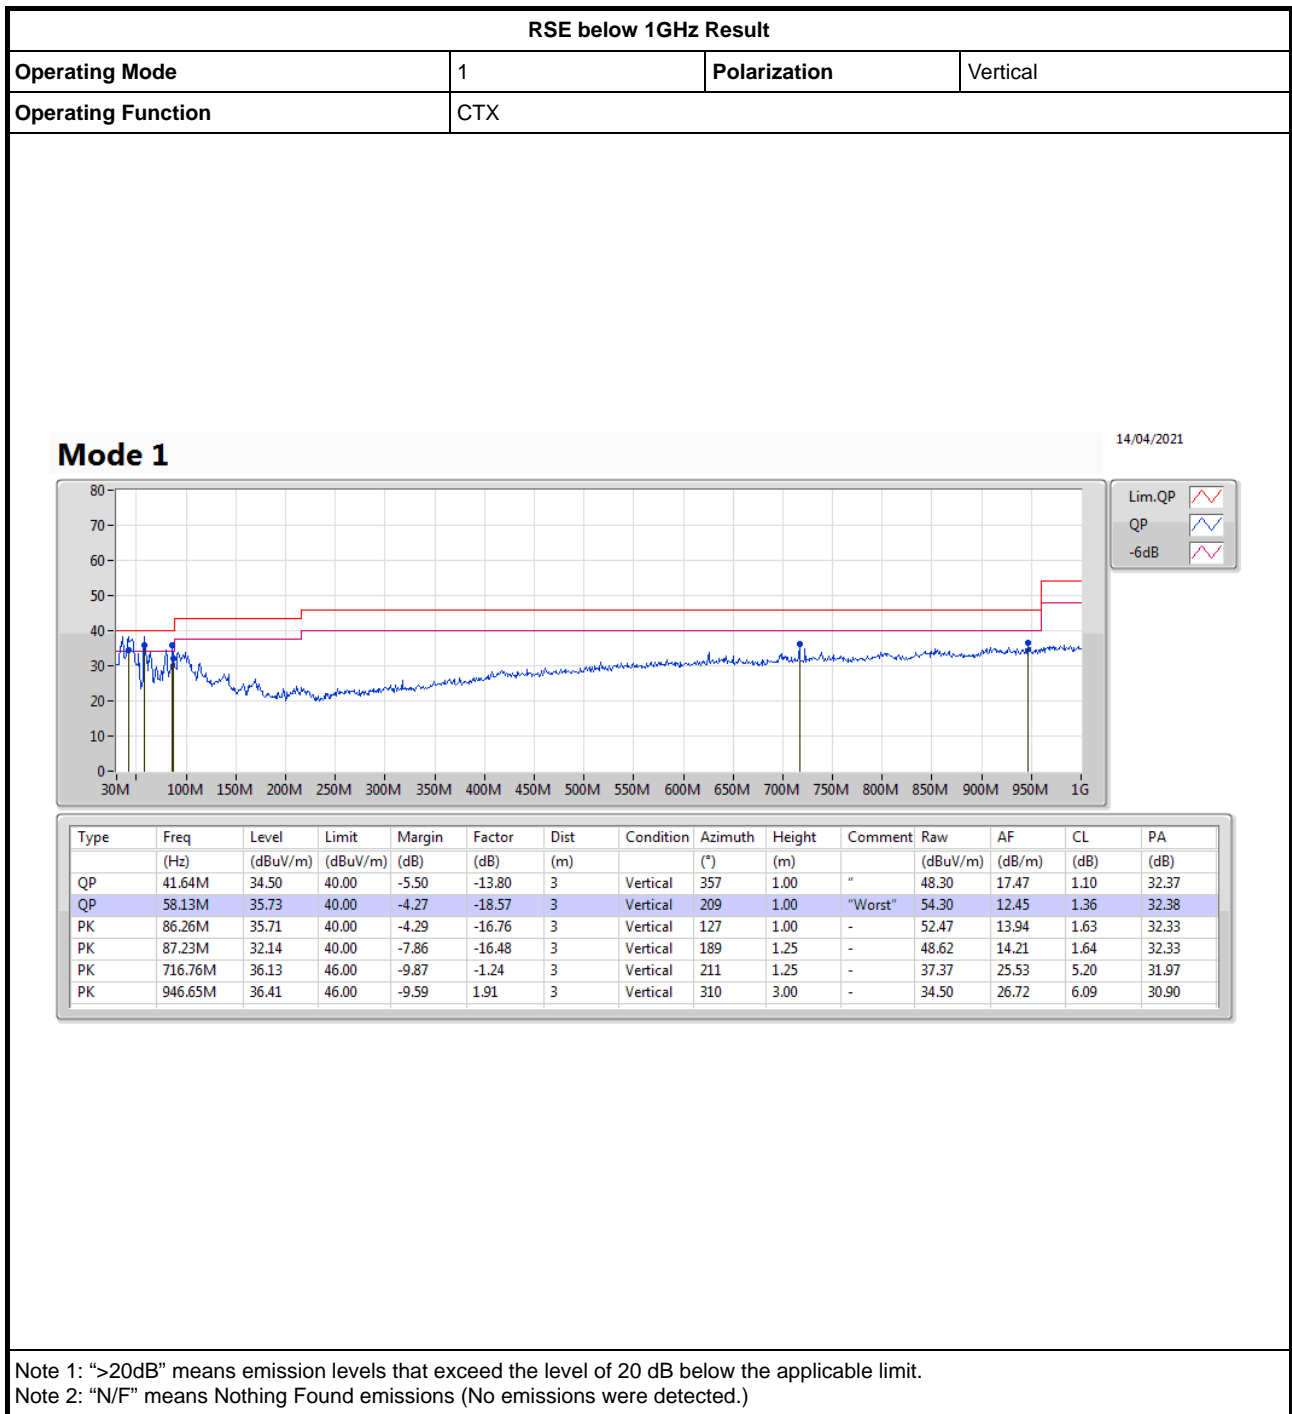 RSE below 1GHz Result
Operating Mode 1 Polarization Vertical
Operating Function CTX
14/04/2021
Mode 1
80
70
60
50
40
30
20
10
0
30M 100M 150M 200M 250M 300M 350M 400M 450M 500M 550M 600M 650M 700M 750M 800M 850M 900M 950M 1G
Lim.QP
QP
-6dB
Type Freq Level Limit Margin Factor Dist Condition Azimuth Height Comment Raw AF CL PA
(Hz) (dBuV/m) (dBuV/m) (dB) (dB) (m) (°) (m) (dBuV/m) (dB/m) (dB) (dB)
QP 41.64M 34.50 40.00 -5.50 -13.80 3 Vertical 357 1.00 " 48.30 17.47 1.10 32.37
QP 58.13M 35.73 40.00 -4.27 -18.57 3 Vertical 209 1.00 "Worst" 54.30 12.45 1.36 32.38
PK 86.26M 35.71 40.00 -4.29 -16.76 3 Vertical 127 1.00 - 52.47 13.94 1.63 32.33
PK 87.23M 32.14 40.00 -7.86 -16.48 3 Vertical 189 1.25 - 48.62 14.21 1.64 32.33
PK 716.76M 36.13 46.00 -9.87 -1.24 3 Vertical 211 1.25 - 37.37 25.53 5.20 31.97
PK 946.65M 36.41 46.00 -9.59 1.91 3 Vertical 310 3.00 - 34.50 26.72 6.09 30.90
Note 1: “>20dB” means emission levels that exceed the level of 20 dB below the applicable limit.
Note 2: “N/F” means Nothing Found emissions (No emissions were detected.)